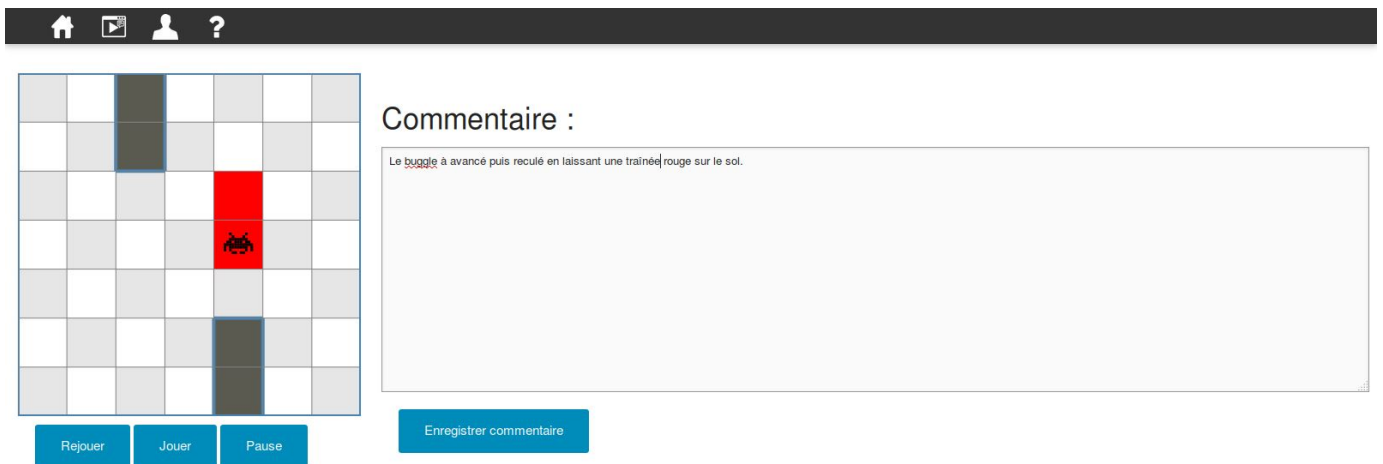 ?
Commentaire :
Le buggle à avancé puis reculé en laissant une traînée rouge sur le sol.
Enregistrer commentaire
Rejouer
Jouer
Pause